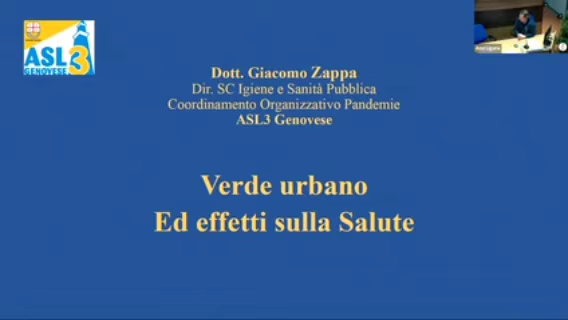 ASL3
GENOVESE
Dott. Giacomo Zappa
Dir. SC Igiene e Sanità Pubblica
Coordinamento Organizzativo Pandemie
ASL3 Genovese
Verde urbano
Ed effetti sulla Salute